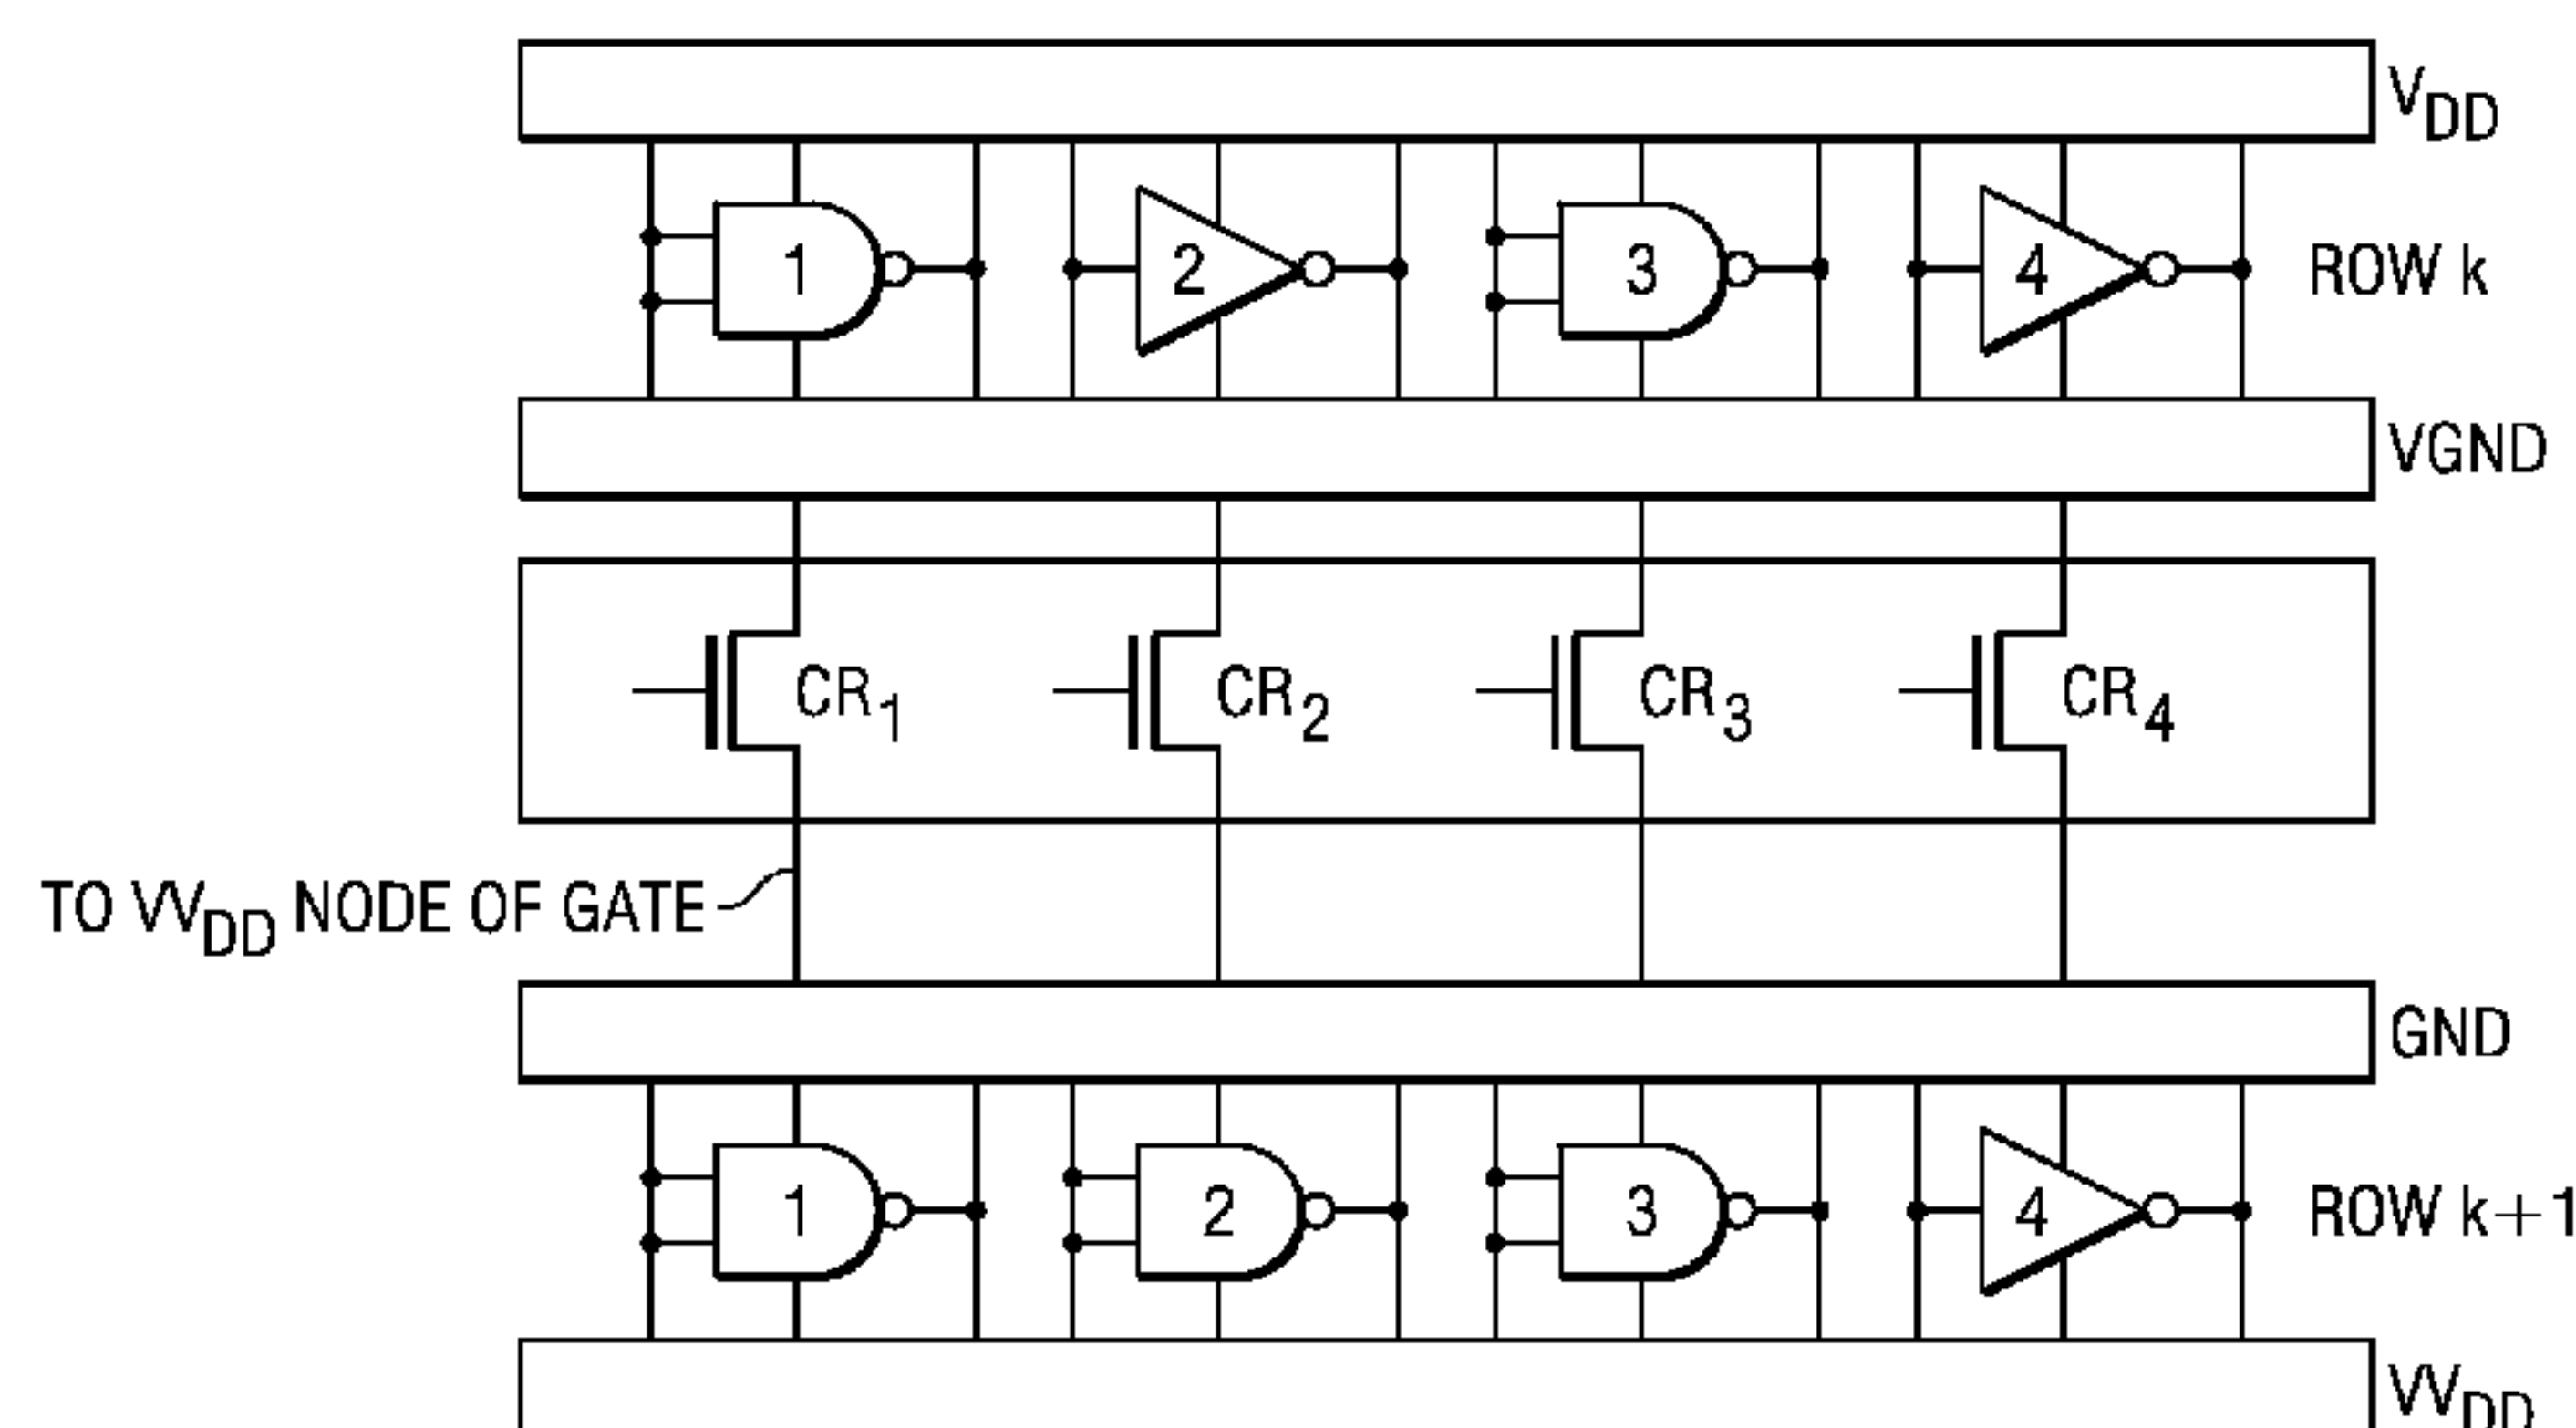 VDD
1 2 3 4 ROW k
VGND
CR1 CR2 CR3 CR4
TO VVDD NODE OF GATE
GND
1 2 3 4 ROW k+1
VVDD